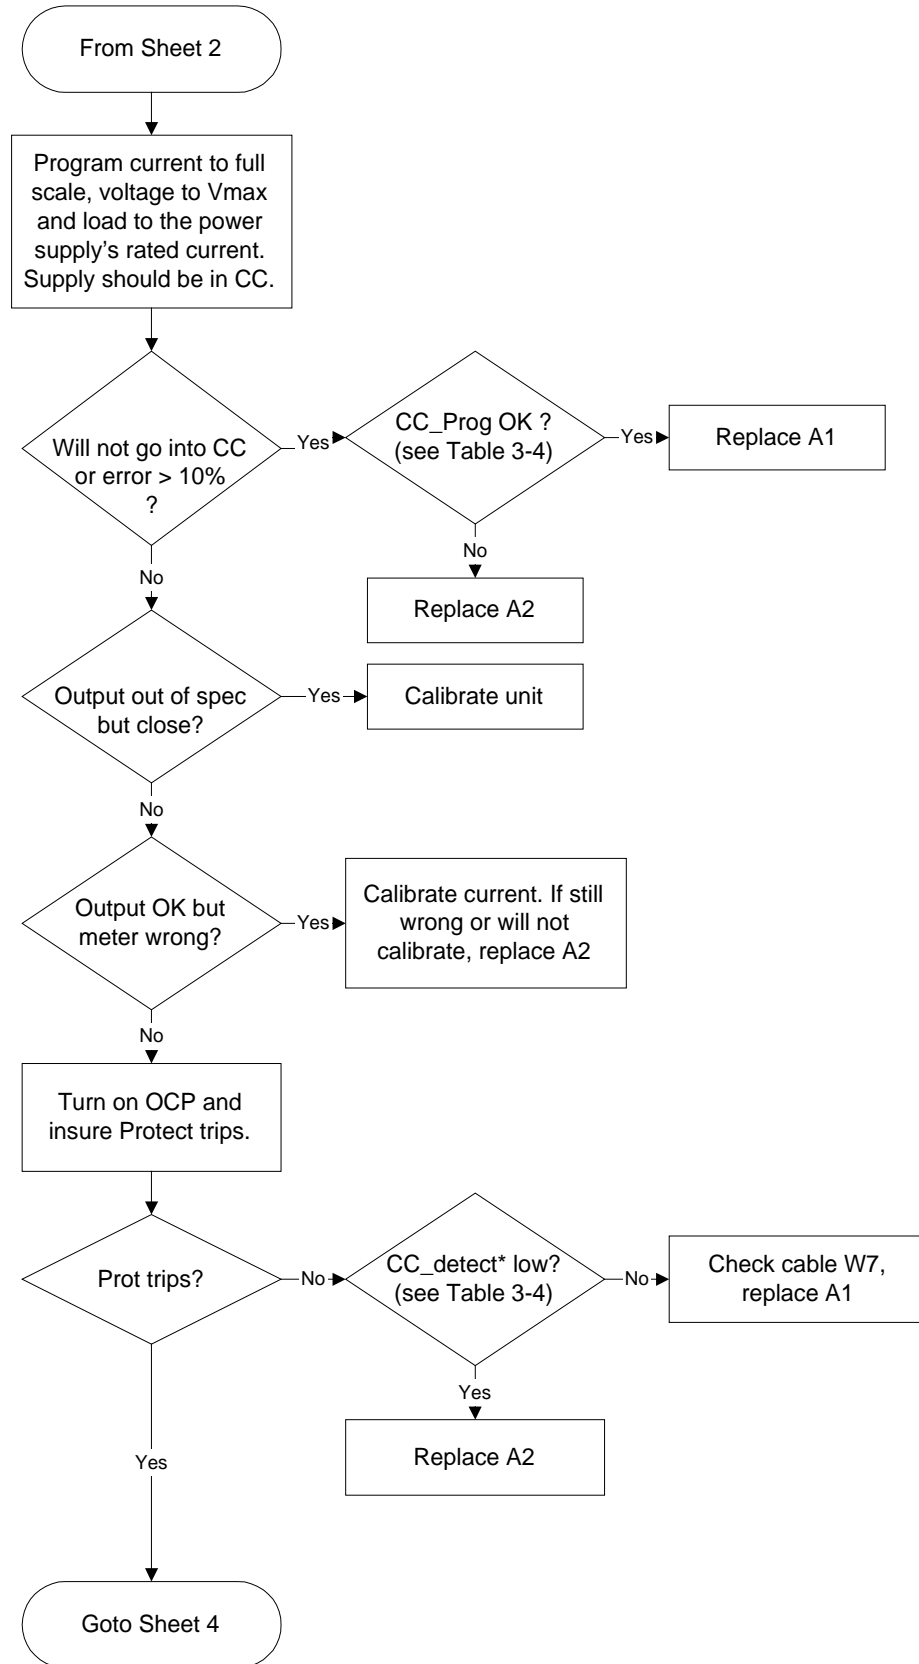 From Sheet 2
Program current to full
scale, voltage to Vmax
and load to the power
supply's rated current.
Supply should be in CC.
Will not go into CC
or error > 10%
?
Yes
CC_Prog OK ?
(see Table 3-4)
Yes
Replace A1
No
Replace A2
No
Output out of spec
but close?
Yes
Calibrate unit
No
Output OK but
meter wrong?
Yes
Calibrate current. If still
wrong or will not
calibrate, replace A2
No
Turn on OCP and
insure Protect trips.
Prot trips?
No
CC_detect* low?
(see Table 3-4)
No
Check cable W7,
replace A1
Yes
Replace A2
Yes
Goto Sheet 4